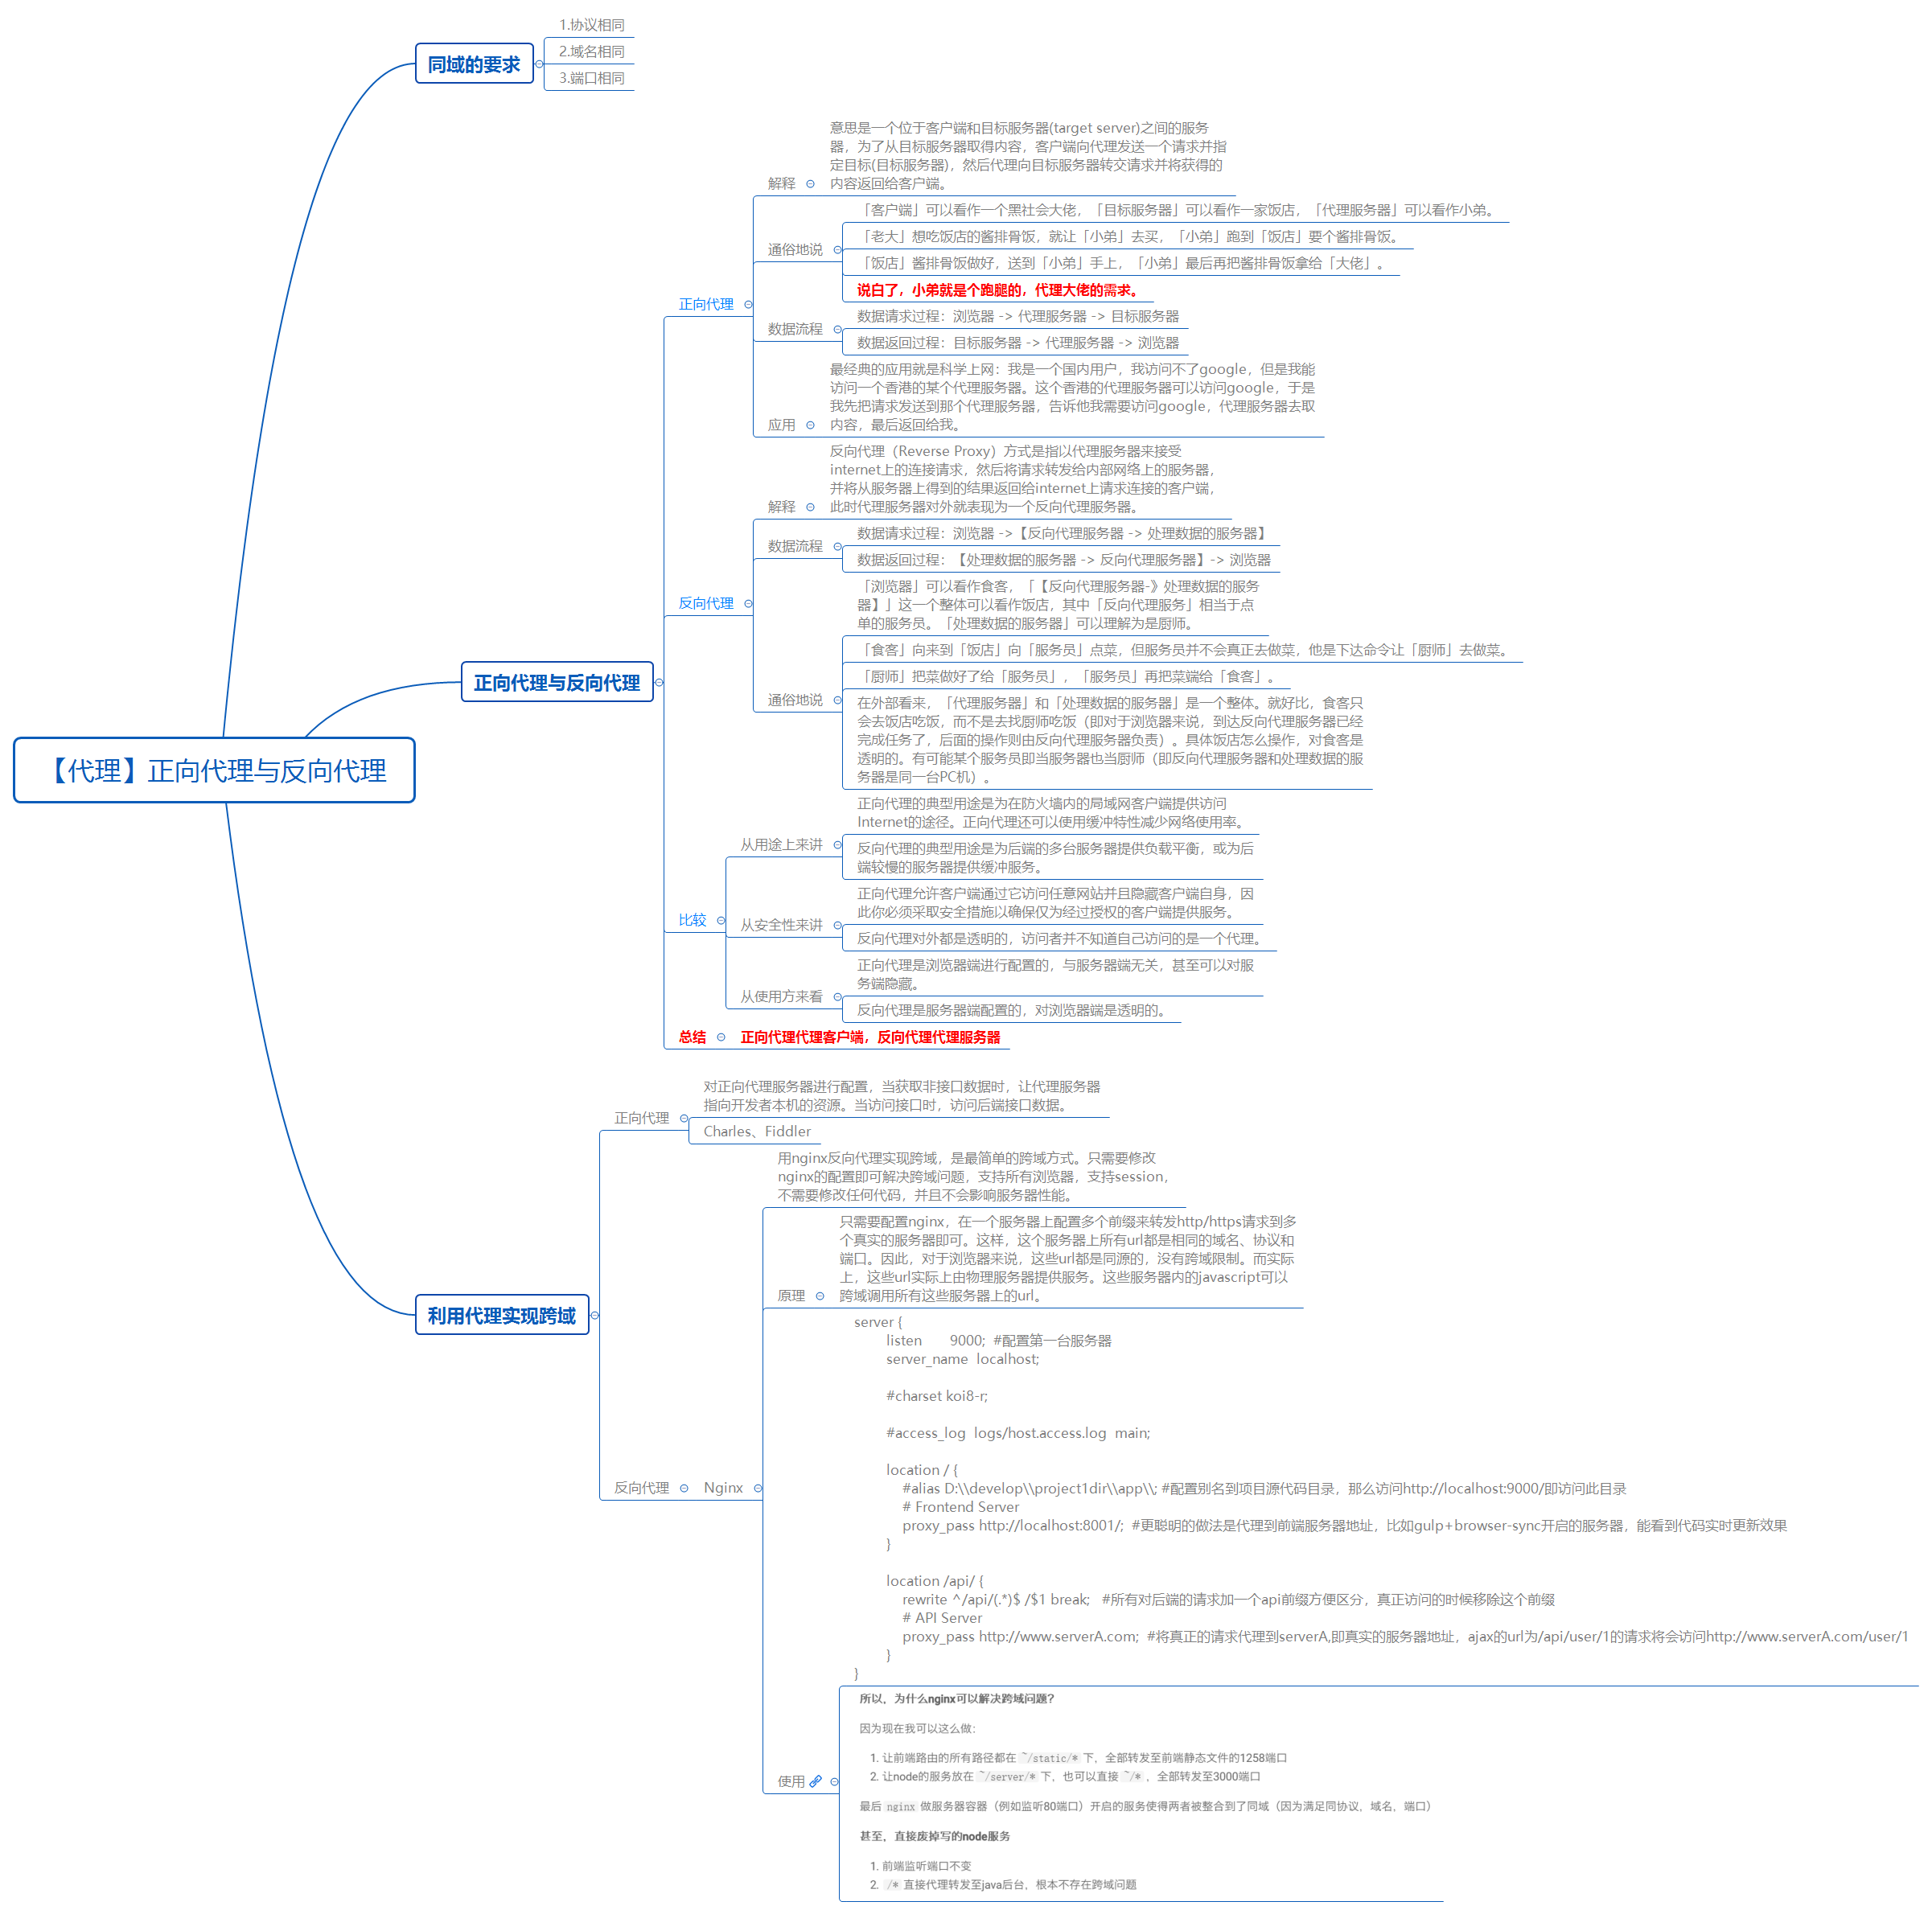 【代理】正向代理与反向代理
同域的要求
1.协议相同
2.域名相同
3.端口相同
正向代理与反向代理
正向代理
解释
意思是一个位于客户端和目标服务器(target server)之间的服务
器，为了从目标服务器取得内容，客户端向代理发送一个请求并指
定目标(目标服务器)，然后代理向目标服务器转交请求并将获得的
内容返回给客户端。
通俗地说
「客户端」可以看作一个黑社会大佬，「目标服务器」可以看作一家饭店，「代理服务器」可以看作小弟。
「老大」想吃饭店的酱排骨饭，就让「小弟」去买，「小弟」跑到「饭店」要个酱排骨饭。
「饭店」酱排骨饭做好，送到「小弟」手上，「小弟」最后再把酱排骨饭拿给「大佬」。
说白了，小弟就是个跑腿的，代理大佬的需求。
数据流程
数据请求过程：浏览器 -> 代理服务器 -> 目标服务器
数据返回过程：目标服务器 -> 代理服务器 -> 浏览器
应用
最经典的应用就是科学上网：我是一个国内用户，我访问不了google，但是我能
访问一个香港的某个代理服务器。这个香港的代理服务器可以访问google，于是
我先把请求发送到那个代理服务器，告诉他我需要访问google，代理服务器去取
内容，最后返回给我。
反向代理
解释
反向代理（Reverse Proxy）方式是指以代理服务器来接受
internet上的连接请求，然后将请求转发给内部网络上的服务器，
并将从服务器上得到的结果返回给internet上请求连接的客户端，
此时代理服务器对外就表现为一个反向代理服务器。
数据流程
数据请求过程：浏览器 ->【反向代理服务器 -> 处理数据的服务器】
数据返回过程：【处理数据的服务器 -> 反向代理服务器】-> 浏览器
通俗地说
「浏览器」可以看作食客，「【反向代理服务器-》处理数据的服务
器】」这一个整体可以看作饭店，其中「反向代理服务」相当于点
单的服务员。「处理数据的服务器」可以理解为是厨师。
「食客」向来到「饭店」向「服务员」点菜，但服务员并不会真正去做菜，他是下达命令让「厨师」去做菜。
「厨师」把菜做好了给「服务员」，「服务员」再把菜端给「食客」。
在外部看来，「代理服务器」和「处理数据的服务器」是一个整体。就好比，食客只
会去饭店吃饭，而不是去找厨师吃饭（即对于浏览器来说，到达反向代理服务器已经
完成任务了，后面的操作则由反向代理服务器负责）。具体饭店怎么操作，对食客是
透明的。有可能某个服务员即当服务器也当厨师（即反向代理服务器和处理数据的服
务器是同一台PC机）。
比较
从用途上来讲
正向代理的典型用途是为在防火墙内的局域网客户端提供访问
Internet的途径。正向代理还可以使用缓冲特性减少网络使用率。
反向代理的典型用途是为后端的多台服务器提供负载平衡，或为后
端较慢的服务器提供缓冲服务。
从安全性来讲
正向代理允许客户端通过它访问任意网站并且隐藏客户端自身，因
此你必须采取安全措施以确保仅为经过授权的客户端提供服务。
反向代理对外都是透明的，访问者并不知道自己访问的是一个代理。
从使用方来看
正向代理是浏览器端进行配置的，与服务器端无关，甚至可以对服
务端隐藏。
反向代理是服务器端配置的，对浏览器端是透明的。
总结
正向代理代理客户端，反向代理代理服务器
利用代理实现跨域
正向代理
对正向代理服务器进行配置，当获取非接口数据时，让代理服务器
指向开发者本机的资源。当访问接口时，访问后端接口数据。
Charles、Fiddler
反向代理
Nginx
用nginx反向代理实现跨域，是最简单的跨域方式。只需要修改
nginx的配置即可解决跨域问题，支持所有浏览器，支持session，
不需要修改任何代码，并且不会影响服务器性能。
原理
只需要配置nginx，在一个服务器上配置多个前缀来转发http/https请求到多
个真实的服务器即可。这样，这个服务器上所有url都是相同的域名、协议和
端口。因此，对于浏览器来说，这些url都是同源的，没有跨域限制。而实际
上，这些url实际上由物理服务器提供服务。这些服务器内的javascript可以
跨域调用所有这些服务器上的url。
使用
server {
listen 9000; #配置第一台服务器
server_name localhost;
#charset koi8-r;
#access_log logs/host.access.log main;
location / {
#alias D:\\develop\\project1dir\\app\\; #配置别名到项目源代码目录，那么访问http://localhost:9000/即访问此目录
# Frontend Server
proxy_pass http://localhost:8001/; #更聪明的做法是代理到前端服务器地址，比如gulp+browser-sync开启的服务器，能看到代码实时更新效果
}
location /api/ {
rewrite ^/api/(.*)$ /$1 break; #所有对后端的请求加一个api前缀方便区分，真正访问的时候移除这个前缀
# API Server
proxy_pass http://www.serverA.com; #将真正的请求代理到serverA,即真实的服务器地址，ajax的url为/api/user/1的请求将会访问http://www.serverA.com/user/1
}
}
所以，为什么nginx可以解决跨域问题？
因为现在我可以这么做：
1. 让前端路由的所有路径都在 ~/static/* 下，全部转发至前端静态文件的1258端口
2. 让node的服务放在 ~/server/* 下，也可以直接 ~/* ，全部转发至3000端口
最后 nginx 做服务器容器（例如监听80端口）开启的服务使得两者被整合到了同域（因为满足同协议，域名，端口）
甚至，直接废掉写的node服务
1. 前端监听端口不变
2. /* 直接代理转发至java后台，根本不存在跨域问题